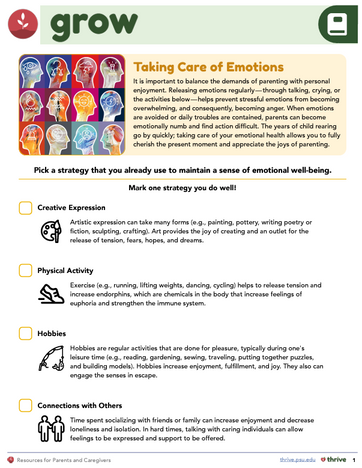 grow
Taking Care of Emotions
It is important to balance the demands of parenting with personal
enjoyment. Releasing emotions regularly—through talking, crying, or
the activities below—helps prevent stressful emotions from becoming
overwhelming, and consequently, becoming anger. When emotions
are avoided or daily troubles are contained, parents can become
emotionally numb and find action difficult. The years of child rearing
go by quickly; taking care of your emotional health allows you to fully
cherish the present moment and appreciate the joys of parenting.
Pick a strategy that you already use to maintain a sense of emotional well-being.
Mark one strategy you do well!
Creative Expression
Artistic expression can take many forms (e.g., painting, pottery, writing poetry or
fiction, sculpting, crafting). Art provides the joy of creating and an outlet for the
release of tension, fears, hopes, and dreams.
Physical Activity
Exercise (e.g., running, lifting weights, dancing, cycling) helps to release tension and
increase endorphins, which are chemicals in the body that increase feelings of
euphoria and strengthen the immune system.
Hobbies
Hobbies are regular activities that are done for pleasure, typically during one's
leisure time (e.g., reading, gardening, sewing, traveling, putting together puzzles,
and building models). Hobbies increase enjoyment, fulfillment, and joy. They also can
engage the senses in escape.
Connections with Others
Time spent socializing with friends or family can increase enjoyment and decrease
loneliness and isolation. In hard times, talking with caring individuals can allow
feelings to be expressed and support to be offered.
Resources for Parents and Caregivers
thrive.psu.edu thrive 1